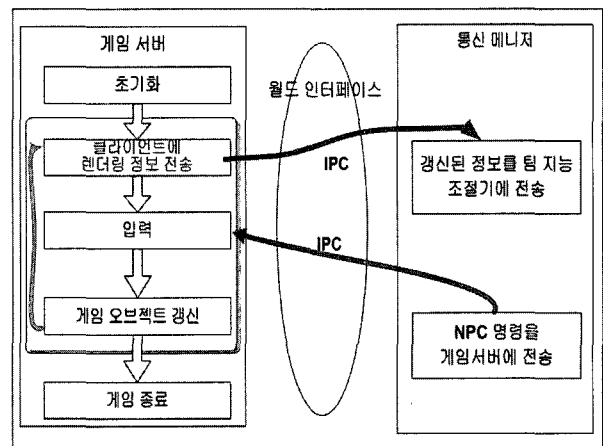 게임 서버
초기화
클라이언트에
렌더링 정보 전송
입력
게임 오브젝트 갱신
게임 종료
월드 인터페이스
IPC
IPC
통신 메니저
갱신된 정보를 팀 지능
조절기에 전송
NPC 명령을
게임서버에 전송